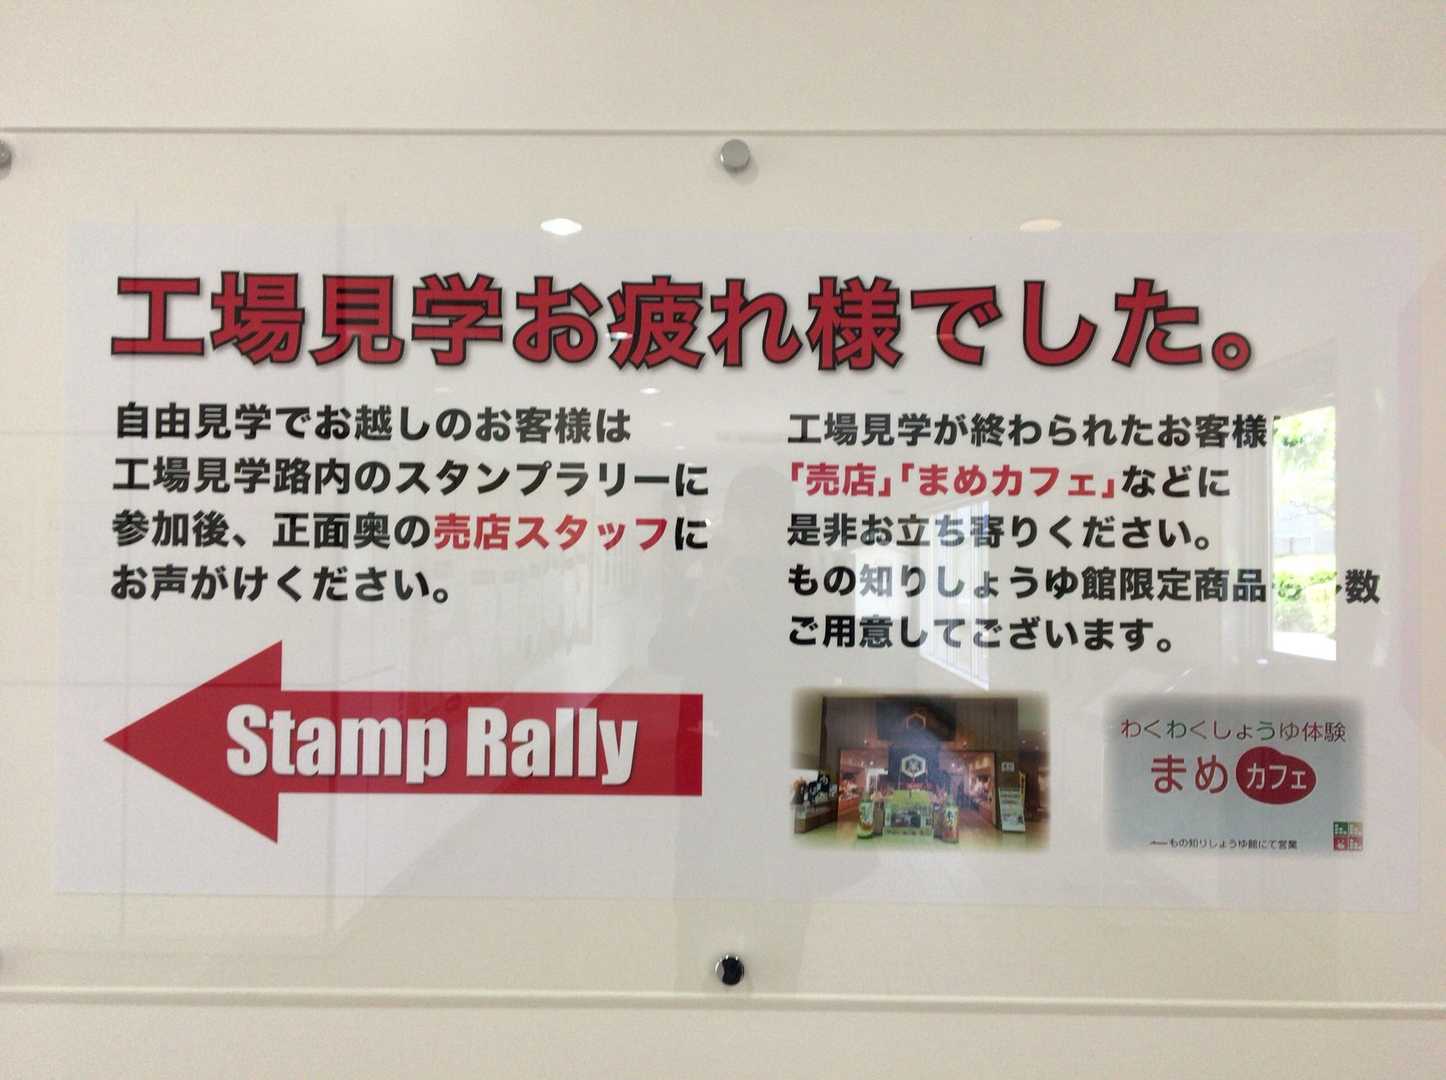 工場見学お疲れ様でした。
自由見学でお越しのお客様は
工場見学路内のスタンプラリーに
参加後、正面奥の売店スタッフに
お声がけください。
Stamp Rally
工場見学が終わられたお客様
「売店」「まめカフェ」などに
是非お立ち寄りください。
もの知りしょうゆ館限定商品 数
ご用意してございます。
わくわくしょうゆ体験
まめカフェ
もの知りしょうゆ館にて営業